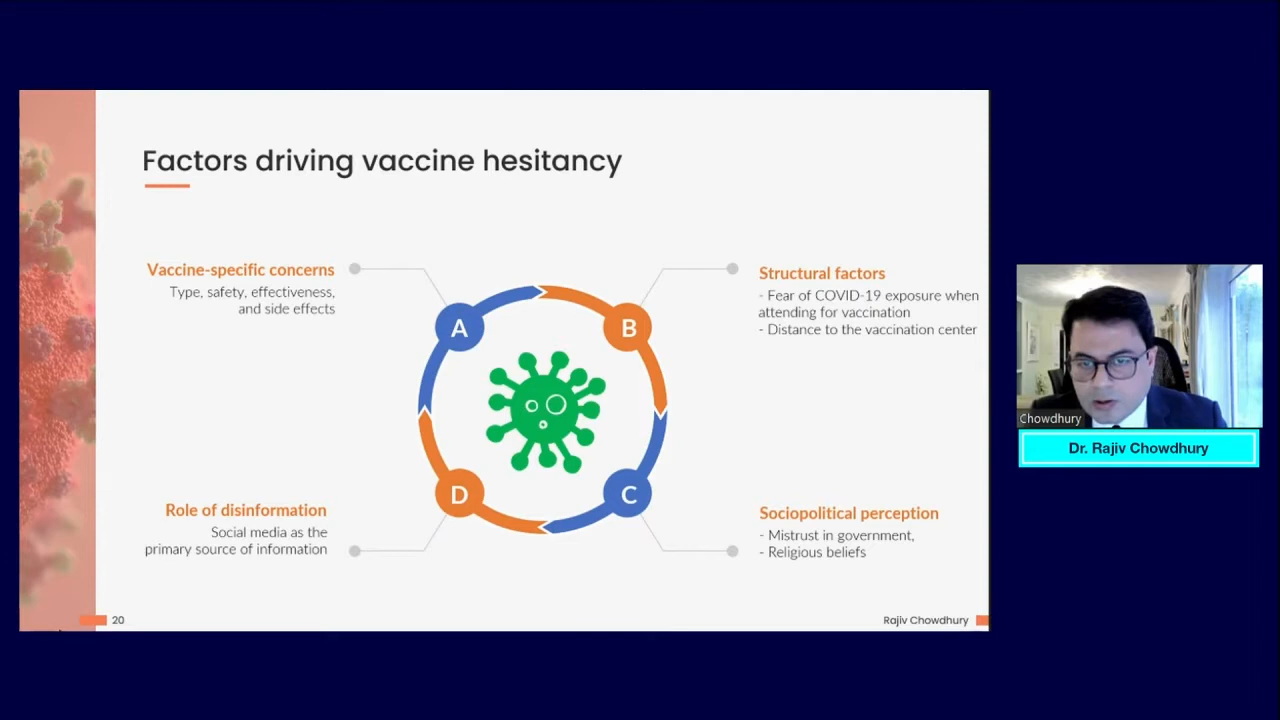 Factors driving vaccine hesitancy
Vaccine-specific concerns
Type, safety, effectiveness,
and side effects
A
B
Structural factors
- Fear of COVID-19 exposure when
attending for vaccination
- Distance to the vaccination center
Role of disinformation
Social media as the
primary source of information
D
C
Sociopolitical perception
- Mistrust in government,
- Religious beliefs
20
Rajiv Chowdhury
Chowdhury
Dr. Rajiv Chowdhury